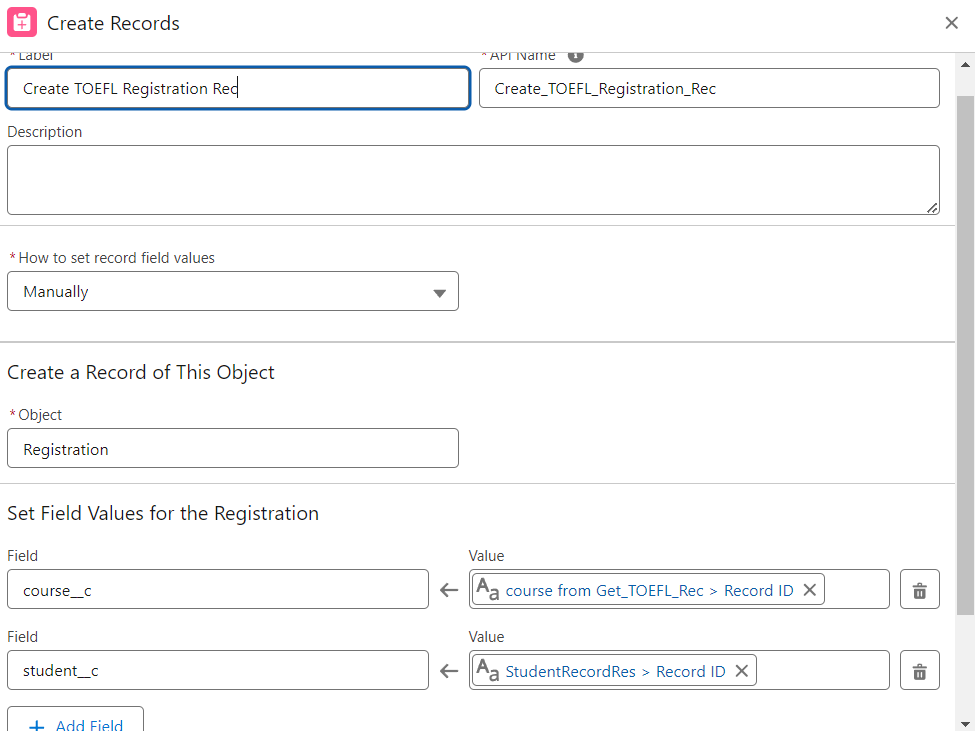 Create Records
* Label
* API Name
Create TOEFL Registration Rec
Create_TOEFL_Registration_Rec
Description
* How to set record field values
Manually
Create a Record of This Object
* Object
Registration
Set Field Values for the Registration
Field
Value
course__c
Aa course from Get_TOEFL_Rec > Record ID
Field
Value
student__c
Aa StudentRecordRes > Record ID
+ Add Field